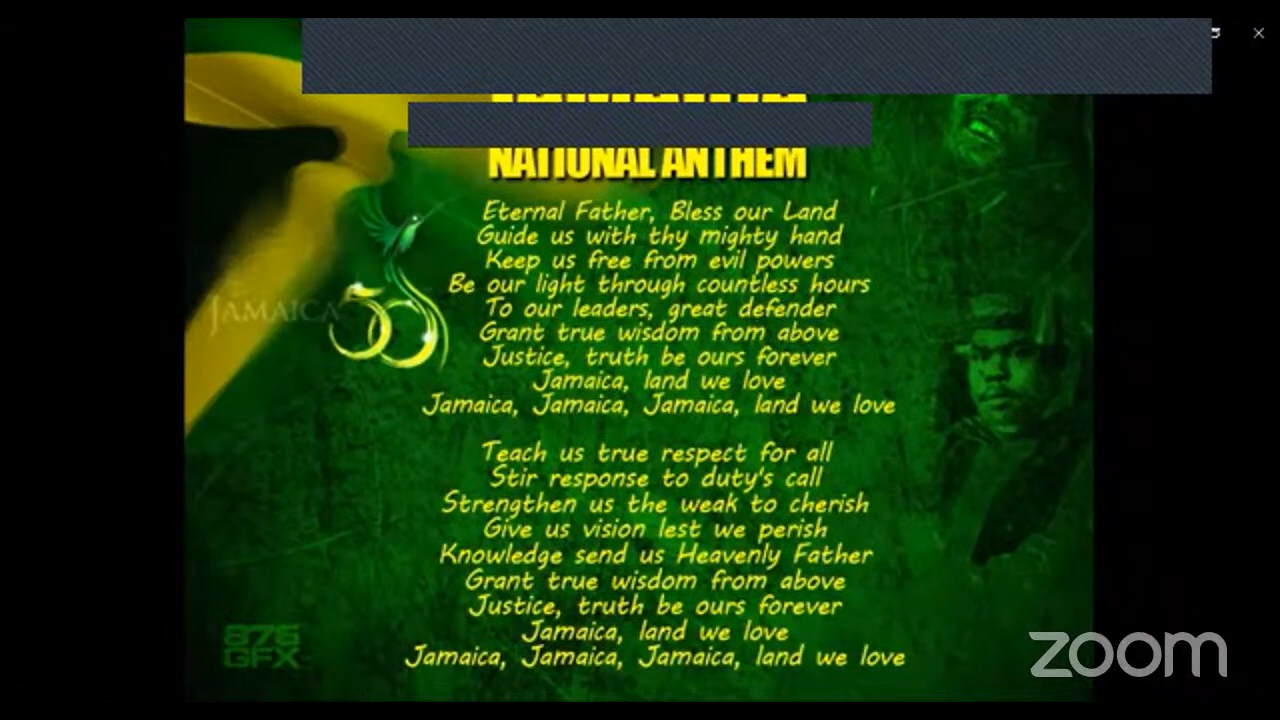 NATIONAL ANTHEM
Eternal Father, Bless our Land
Guide us with thy mighty hand
Keep us free from evil powers
Be our light through countless hours
To our leaders, great defender
Grant true wisdom from above
Justice, truth be ours forever
Jamaica, land we love
Jamaica, Jamaica, Jamaica, land we love
Teach us true respect for all
Stir response to duty's call
Strengthen us the weak to cherish
Give us vision lest we perish
Knowledge send us Heavenly Father
Grant true wisdom from above
Justice, truth be ours forever
Jamaica, land we love
Jamaica, Jamaica, Jamaica, land we love
JAMAICA 50
876
GFX
zoom